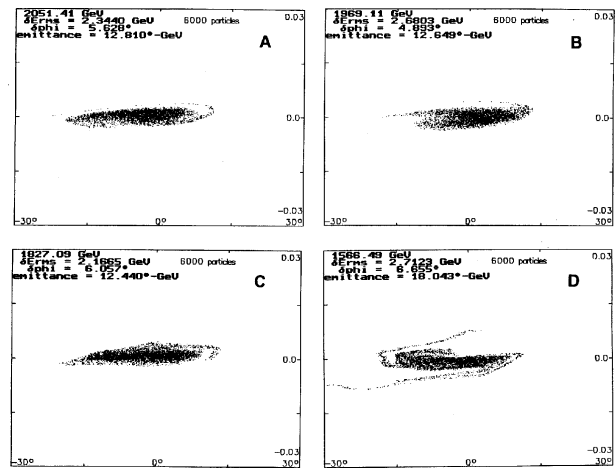 2051.41 GeV
δErms = 2.3440 GeV
6000 particles
0.03
δphi = 5.628°
emittance = 12.810°-GeV
A
-0.03
-30°
0°
30°
1969.11 GeV
δErms = 2.6803 GeV
6000 particles
0.03
δphi = 4.893°
emittance = 12.649°-GeV
B
0.0
-0.03
-30°
0°
30°
1827.09 GeV
δErms = 2.1665 GeV
6000 particles
0.03
δphi = 6.057°
emittance = 12.440°-GeV
C
0.0
-0.03
-30°
0°
30°
1566.49 GeV
δErms = 2.7123 GeV
6000 particles
0.03
δphi = 6.655°
emittance = 18.043°-GeV
D
0.0
-0.03
-30°
0°
30°